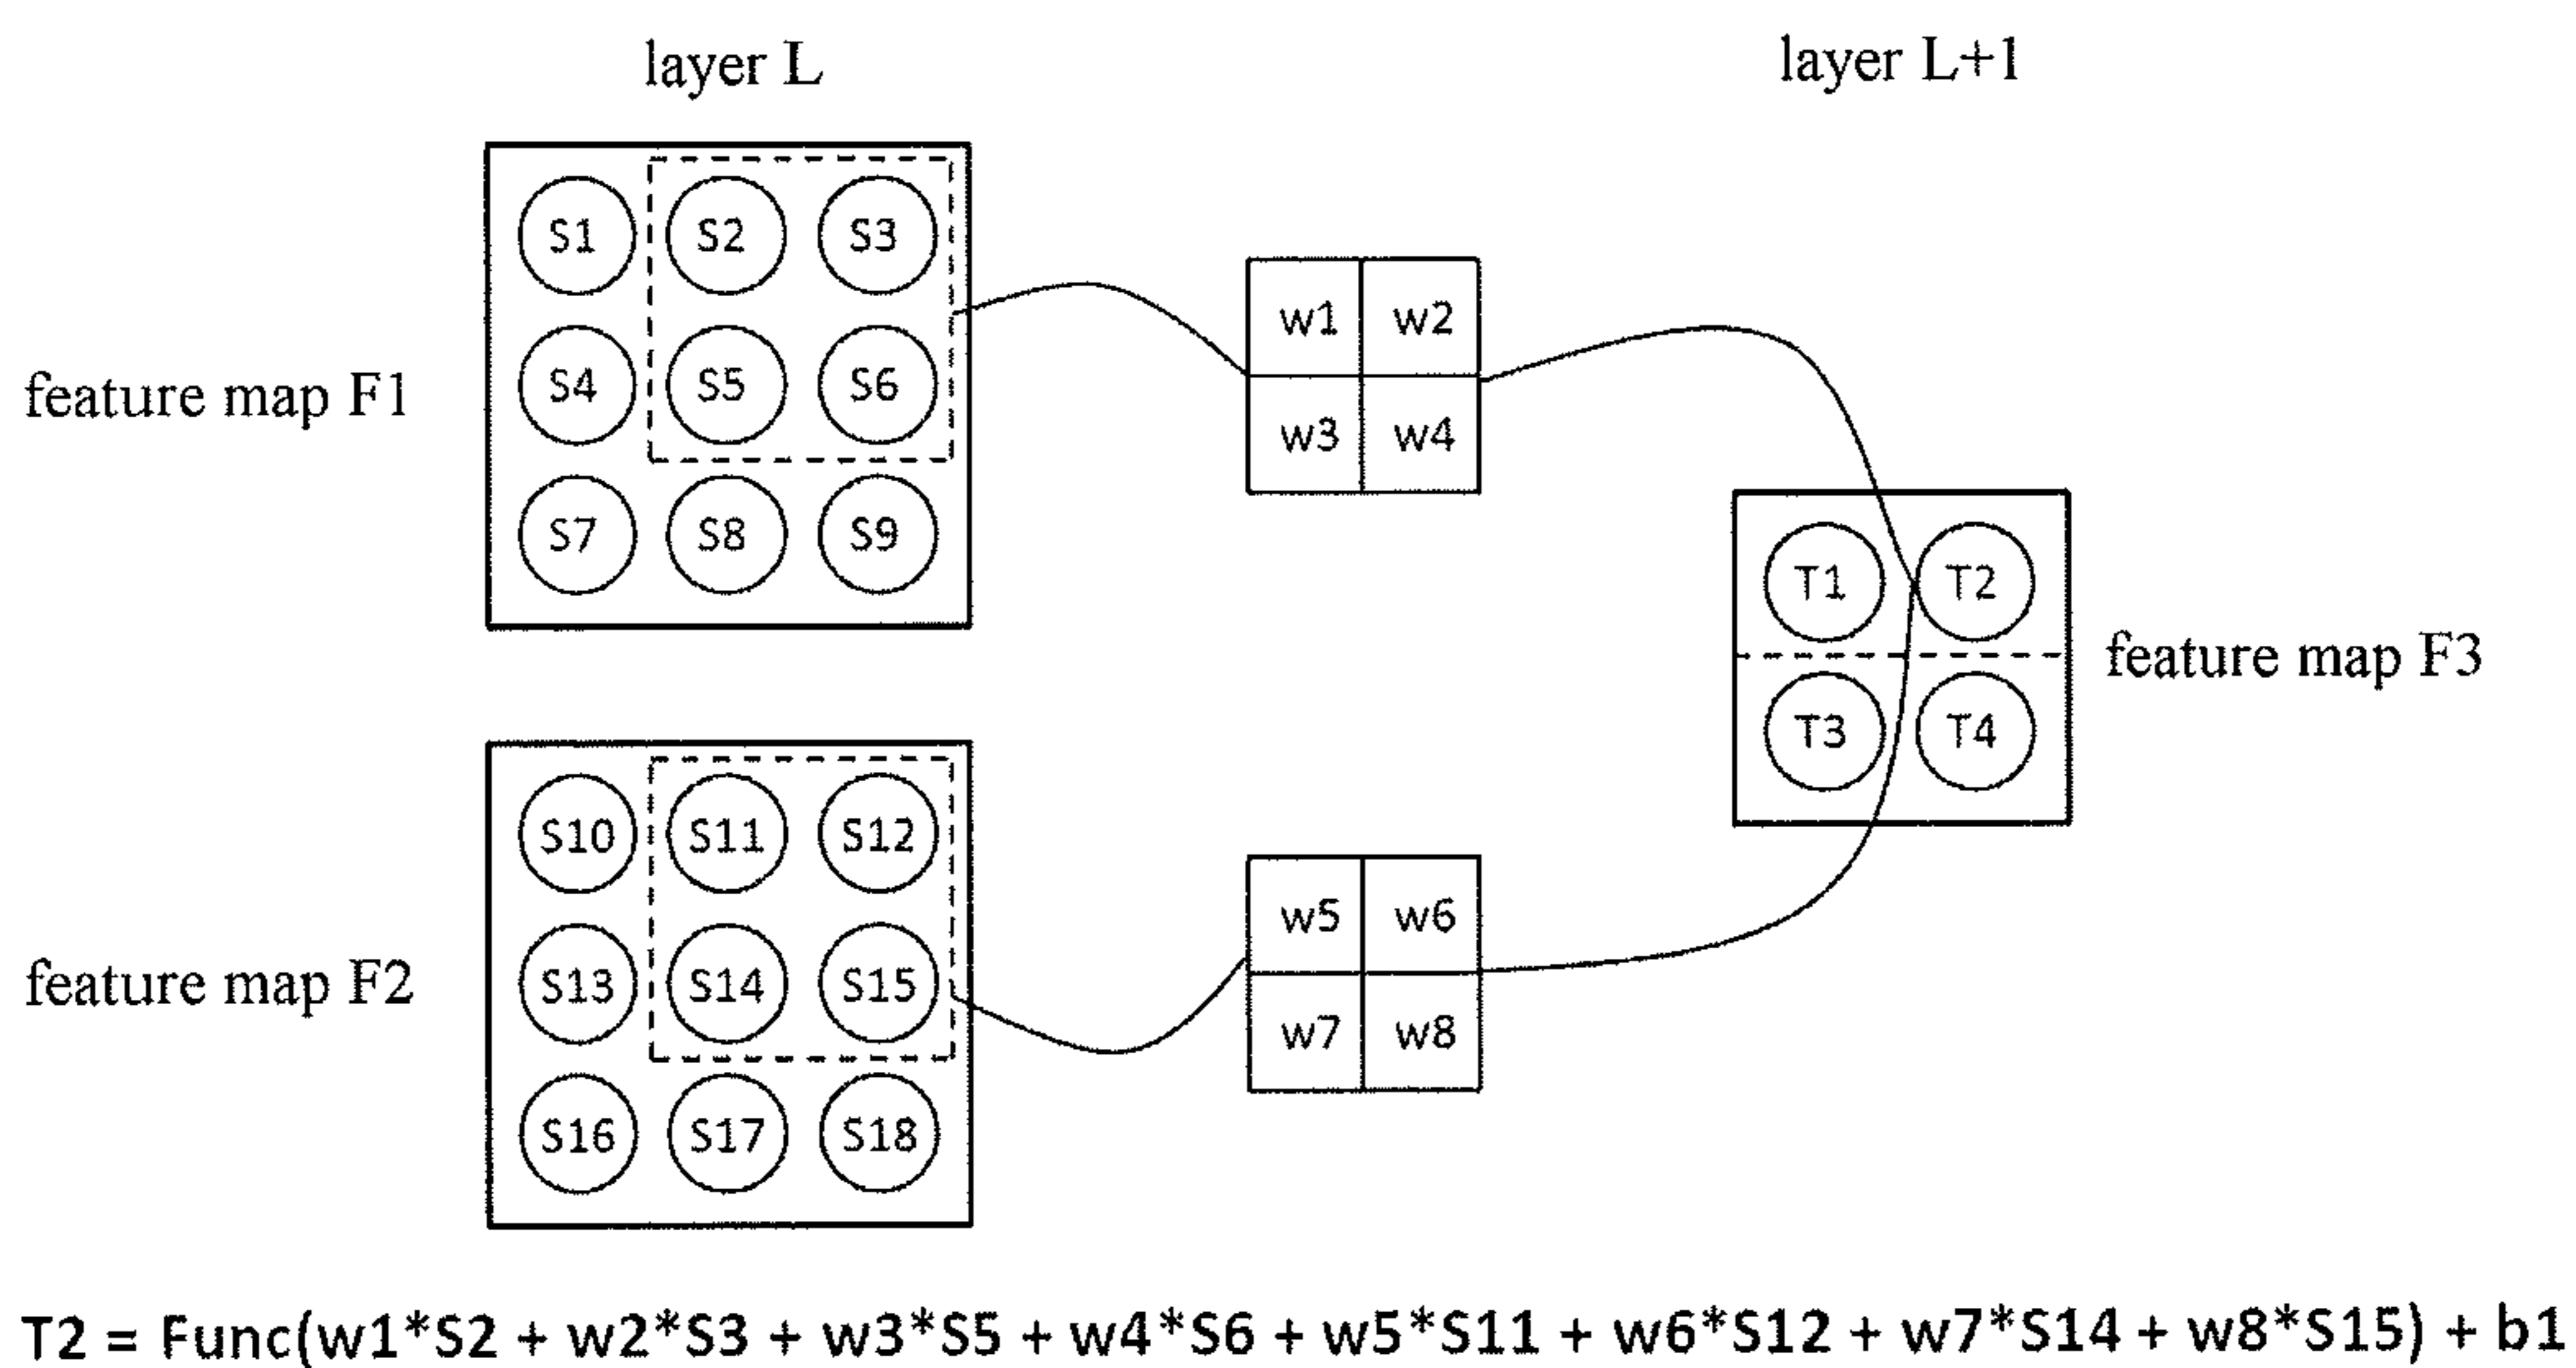 layer L
layer L+1
S1 S2 S3
w1 w2
feature map F1
S4 S5 S6
w3 w4
S7 S8 S9
T1 T2
feature map F3
T3 T4
S10 S11 S12
w5 w6
feature map F2
S13 S14 S15
w7 w8
S16 S17 S18
T2 = Func(w1*S2 + w2*S3 + w3*S5 + w4*S6 + w5*S11 + w6*S12 + w7*S14 + w8*S15) + b1